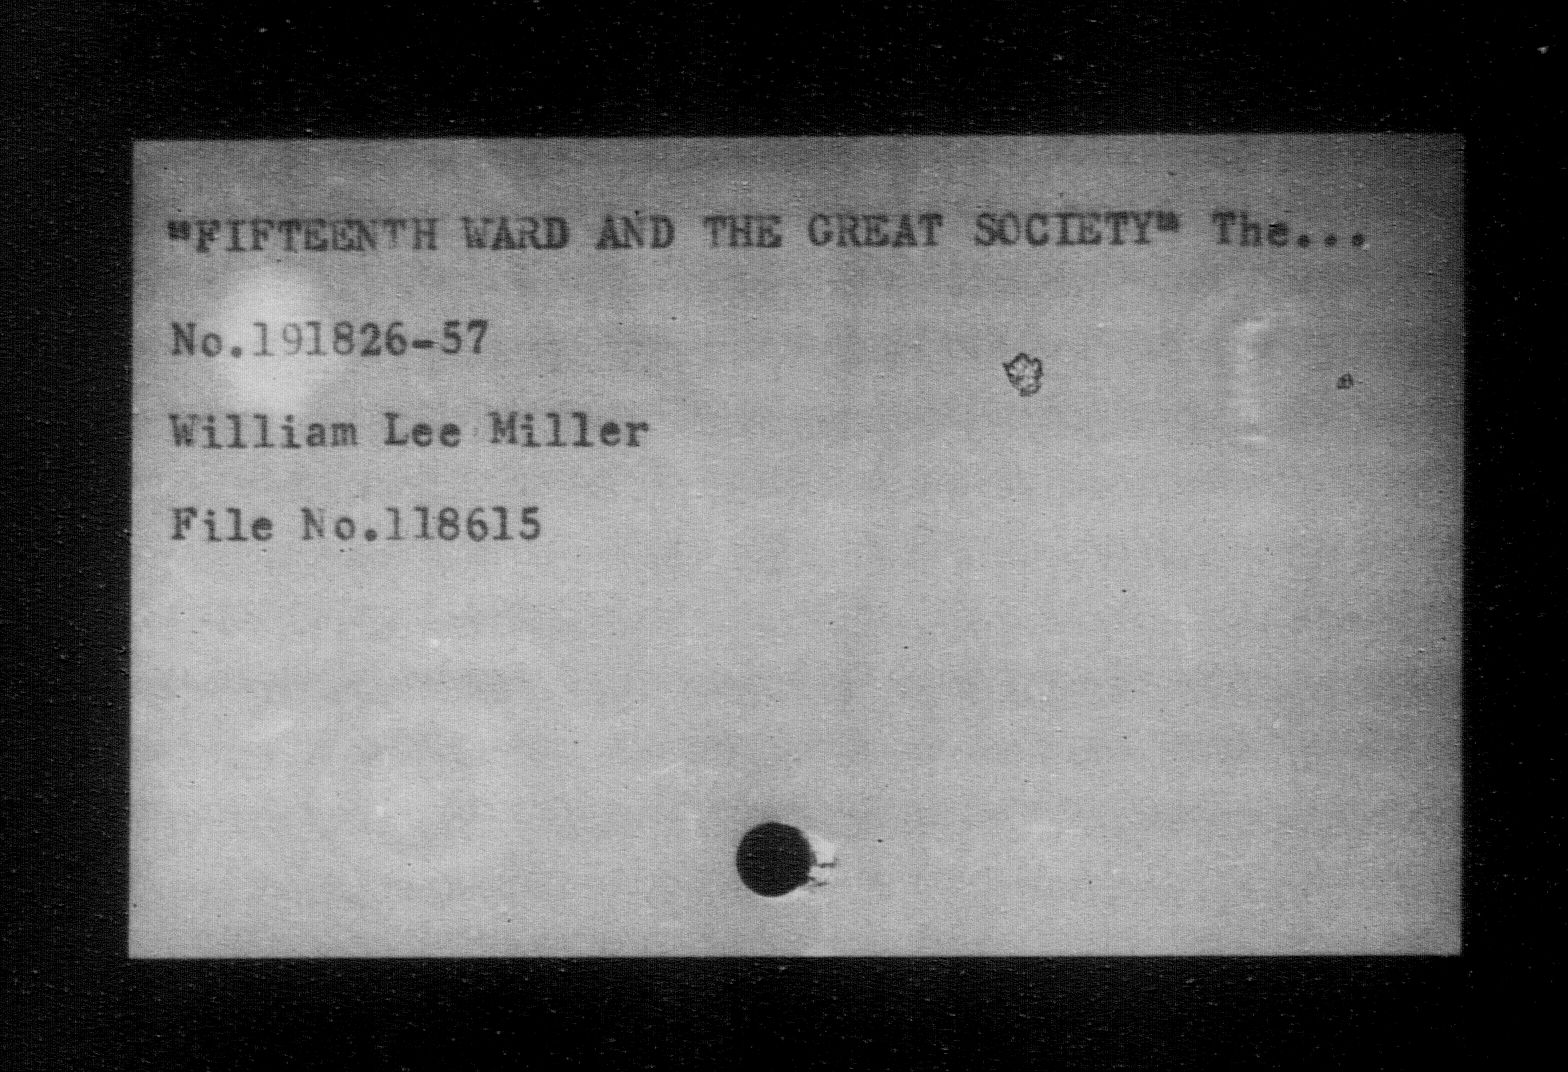 "FIFTEENTH WARD AND THE GREAT SOCIETY" The...
No.191826-57
William Lee Miller
File No.118615